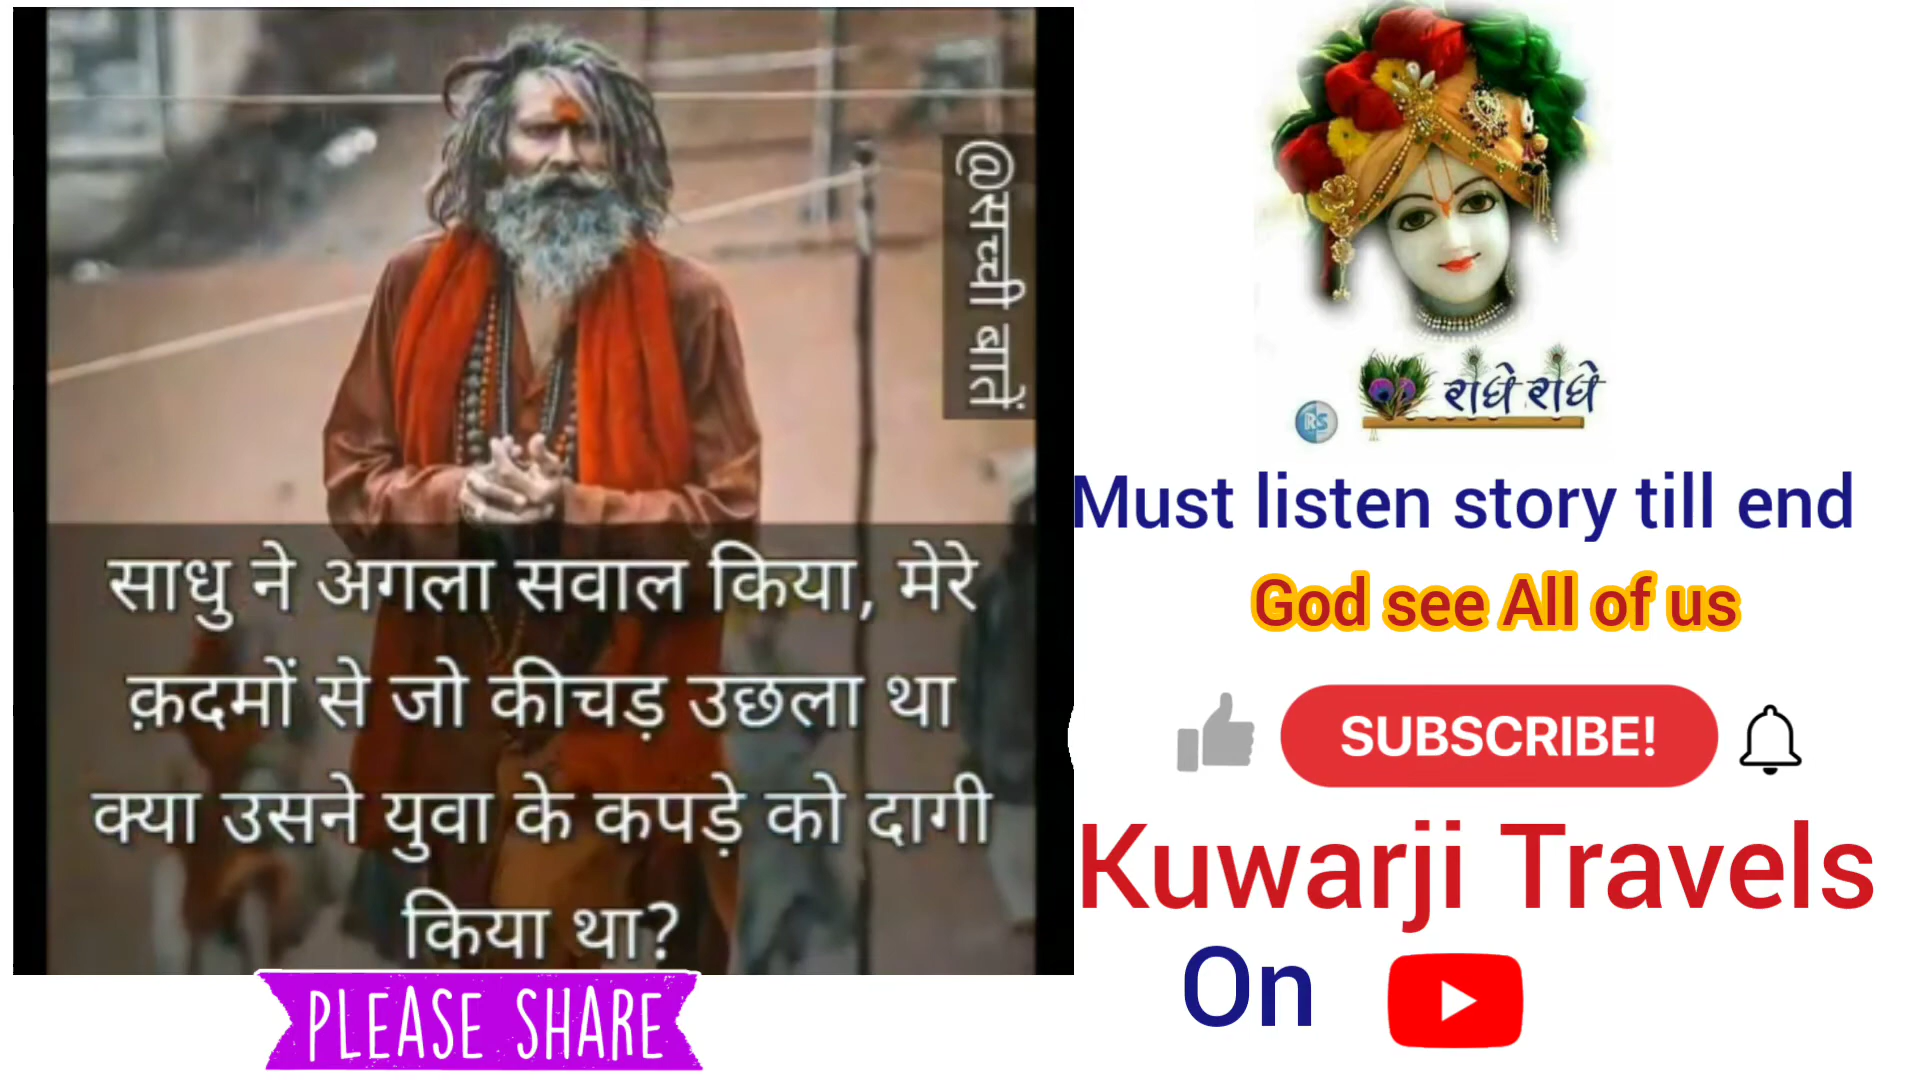 @सच्ची बातें
साधु ने अगला सवाल किया, मेरे
क़दमों से जो कीचड़ उछला था
क्या उसने युवा के कपड़े को दागी
किया था?
PLEASE SHARE
RS
राधे राधे
Must listen story till end
God see All of us
SUBSCRIBE!
Kuwarji Travels
On